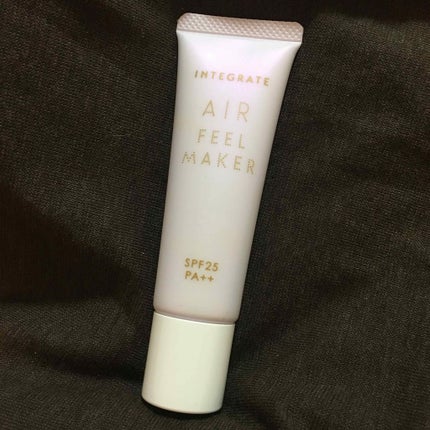 INTEGRATE
AIR
FEEL
MAKER
SPF25
PA++